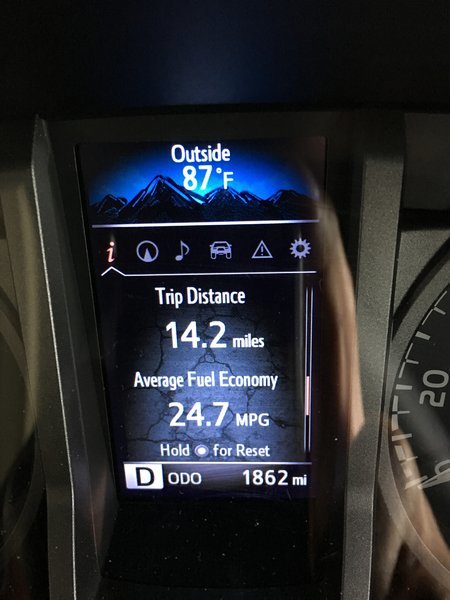 Outside
87°F
i
Trip Distance
14.2 miles
Average Fuel Economy
24.7 MPG
Hold for Reset
D ODO 1862 mi
20